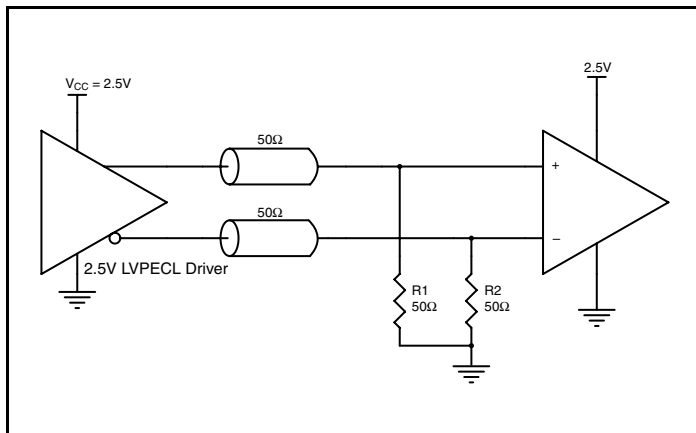 V_CC = 2.5V
2.5V
50Ω
50Ω
+
–
2.5V LVPECL Driver
R1
50Ω
R2
50Ω